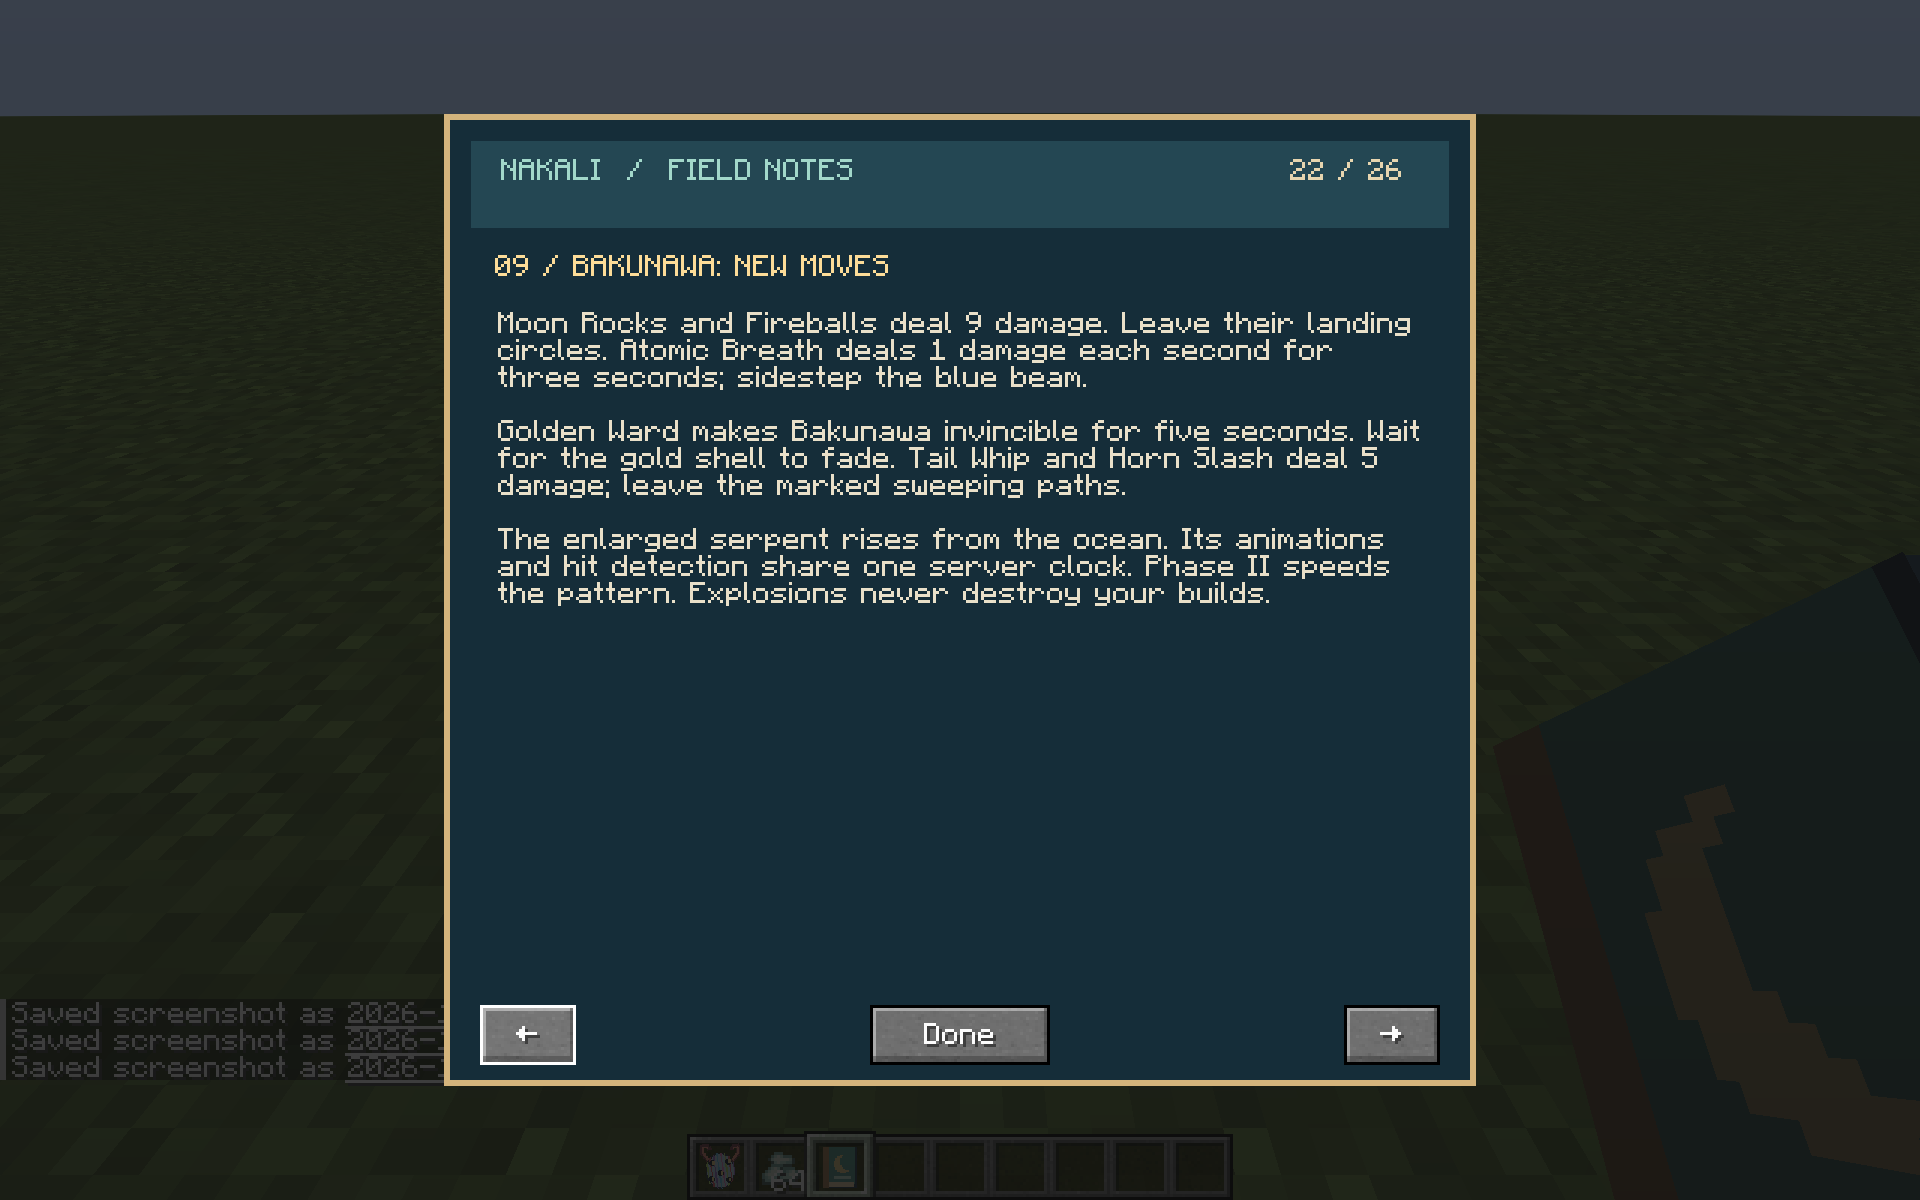 NAKALI / FIELD NOTES
22 / 26
09 / BAKUNAWA: NEW MOVES
Moon Rocks and Fireballs deal 9 damage. Leave their landing
circles. Atomic Breath deals 1 damage each second for
three seconds; sidestep the blue beam.
Golden Ward makes Bakunawa invincible for five seconds. Wait
for the gold shell to fade. Tail Whip and Horn Slash deal 5
damage; leave the marked sweeping paths.
The enlarged serpent rises from the ocean. Its animations
and hit detection share one server clock. Phase II speeds
the pattern. Explosions never destroy your builds.
Saved screenshot as 2026-
Saved screenshot as 2026-
Saved screenshot as 2026-
←
Done
→
64